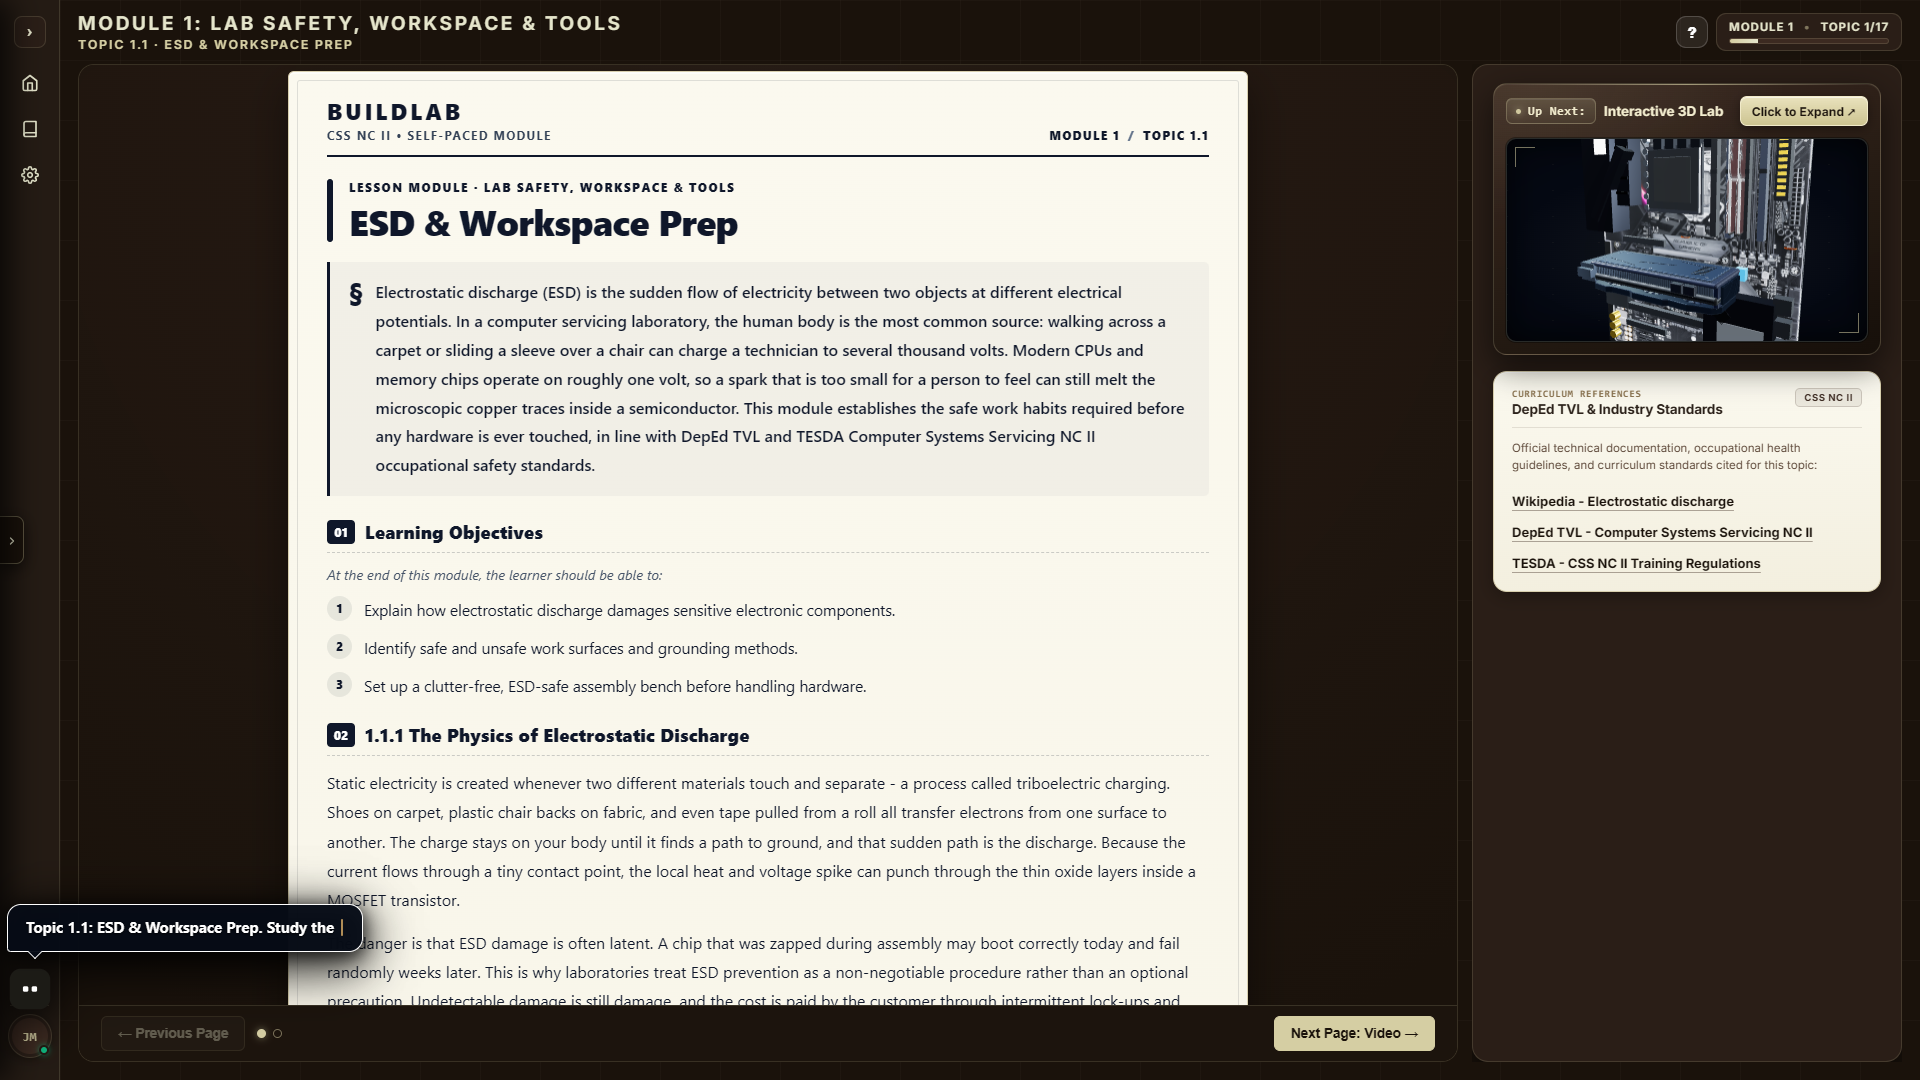 MODULE 1: LAB SAFETY, WORKSPACE & TOOLS
TOPIC 1.1 · ESD & WORKSPACE PREP
?
MODULE 1 • TOPIC 1/17
BUILDLAB
CSS NC II • SELF-PACED MODULE
MODULE 1 / TOPIC 1.1
LESSON MODULE · LAB SAFETY, WORKSPACE & TOOLS
ESD & Workspace Prep
§
Electrostatic discharge (ESD) is the sudden flow of electricity between two objects at different electrical
potentials. In a computer servicing laboratory, the human body is the most common source: walking across a
carpet or sliding a sleeve over a chair can charge a technician to several thousand volts. Modern CPUs and
memory chips operate on roughly one volt, so a spark that is too small for a person to feel can still melt the
microscopic copper traces inside a semiconductor. This module establishes the safe work habits required before
any hardware is ever touched, in line with DepEd TVL and TESDA Computer Systems Servicing NC II
occupational safety standards.
01 Learning Objectives
At the end of this module, the learner should be able to:
1 Explain how electrostatic discharge damages sensitive electronic components.
2 Identify safe and unsafe work surfaces and grounding methods.
3 Set up a clutter-free, ESD-safe assembly bench before handling hardware.
02 1.1.1 The Physics of Electrostatic Discharge
Static electricity is created whenever two different materials touch and separate - a process called triboelectric charging.
Shoes on carpet, plastic chair backs on fabric, and even tape pulled from a roll all transfer electrons from one surface to
another. The charge stays on your body until it finds a path to ground, and that sudden path is the discharge. Because the
current flows through a tiny contact point, the local heat and voltage spike can punch through the thin oxide layers inside a
MOSFET transistor.
danger is that ESD damage is often latent. A chip that was zapped during assembly may boot correctly today and fail
randomly weeks later. This is why laboratories treat ESD prevention as a non-negotiable procedure rather than an optional
precaution. Undetectable damage is still damage, and the cost is paid by the customer through intermittent lock-ups and
Topic 1.1: ESD & Workspace Prep. Study the
JM
← Previous Page
Next Page: Video →
Up Next: Interactive 3D Lab
Click to Expand ↗
CURRICULUM REFERENCES
DepEd TVL & Industry Standards
CSS NC II
Official technical documentation, occupational health
guidelines, and curriculum standards cited for this topic:
Wikipedia - Electrostatic discharge
DepEd TVL - Computer Systems Servicing NC II
TESDA - CSS NC II Training Regulations